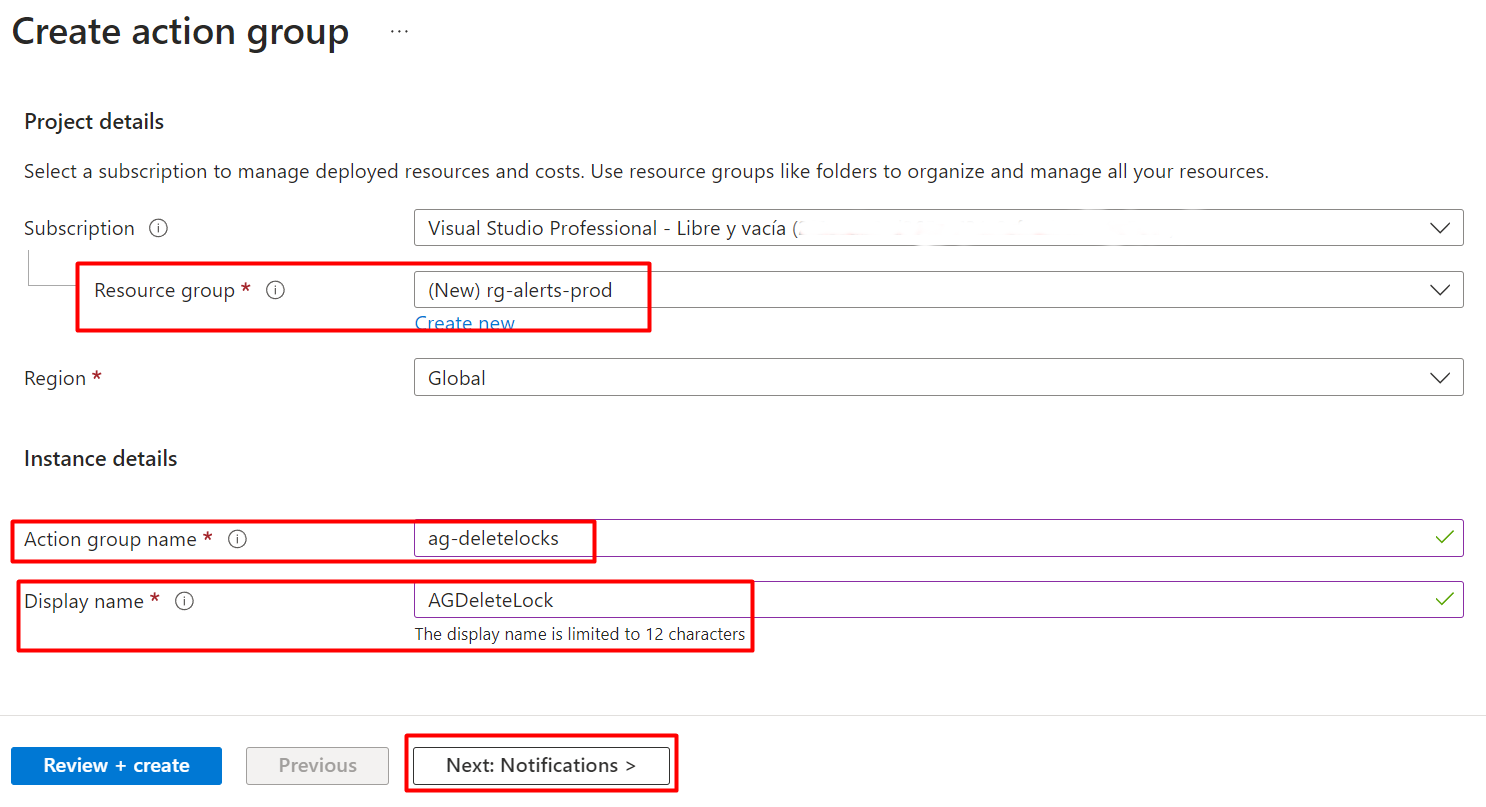 Create action group ...
Project details
Select a subscription to manage deployed resources and costs. Use resource groups like folders to organize and manage all your resources.
Subscription
Visual Studio Professional - Libre y vacía (
Resource group *
(New) rg-alerts-prod
Create new
Region *
Global
Instance details
Action group name *
ag-deletelocks
Display name *
AGDeleteLock
The display name is limited to 12 characters
Review + create
Previous
Next: Notifications >